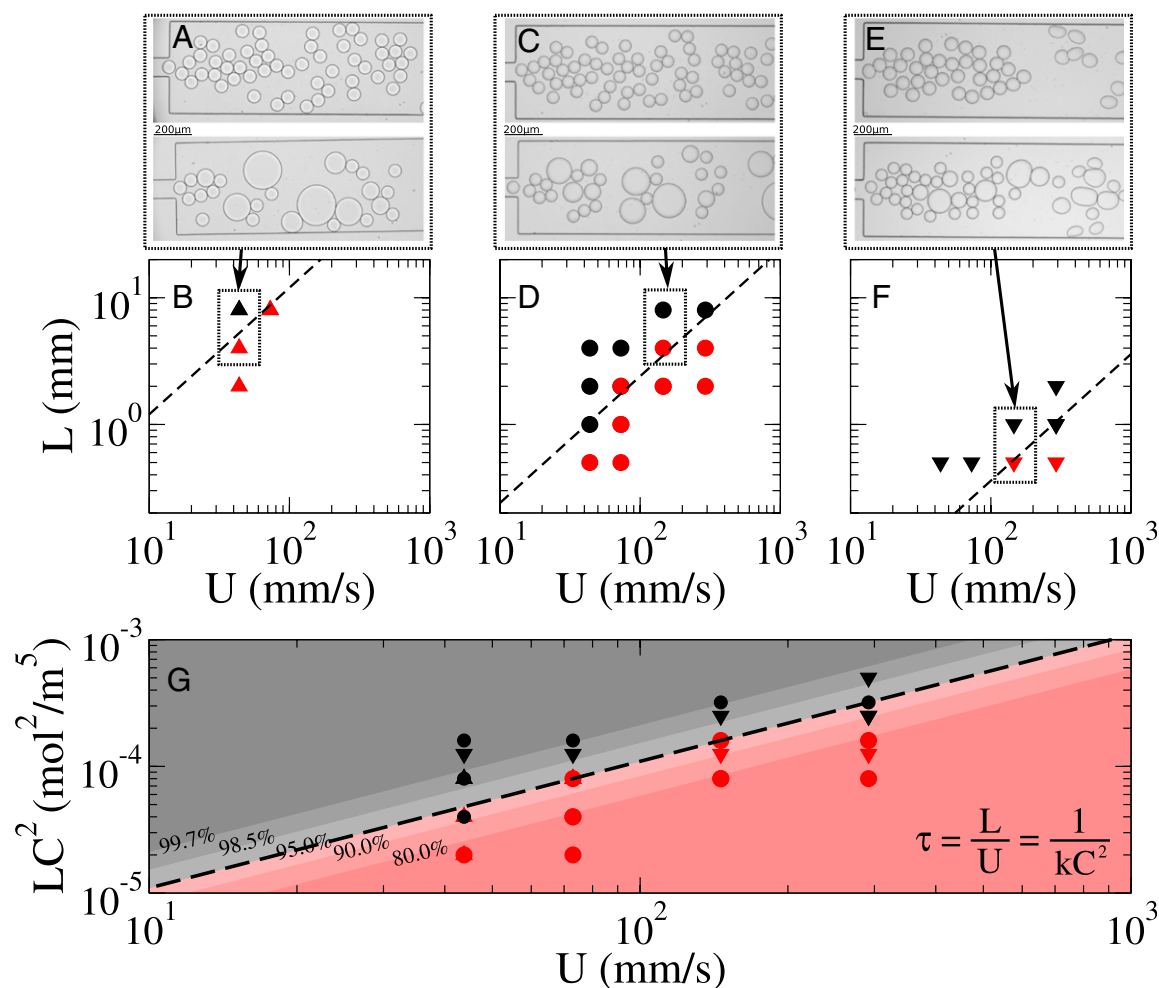 A
C
E
200μm
200μm
200μm
B
D
F
10¹
10⁰
L (mm)
10¹ 10² 10³
10¹ 10² 10³
10¹ 10² 10³
U (mm/s)
U (mm/s)
U (mm/s)
G
10⁻³
10⁻⁴
10⁻⁵
LC² (mol²/m⁵)
99.7% 98.5% 95.0% 90.0% 80.0%
τ = L/U = 1/kC²
10¹ 10² 10³
U (mm/s)